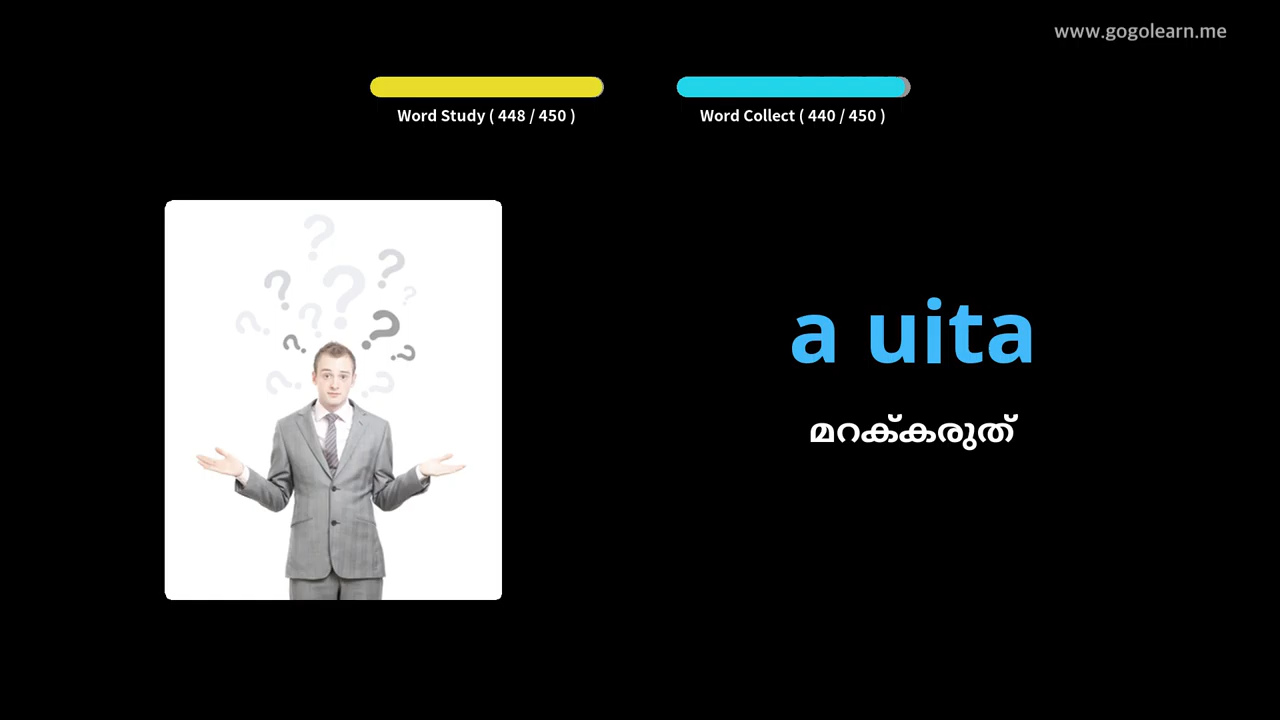 www.gogolearn.me
Word Study ( 448 / 450 )
Word Collect ( 440 / 450 )
a uita
മറക്കരുത്